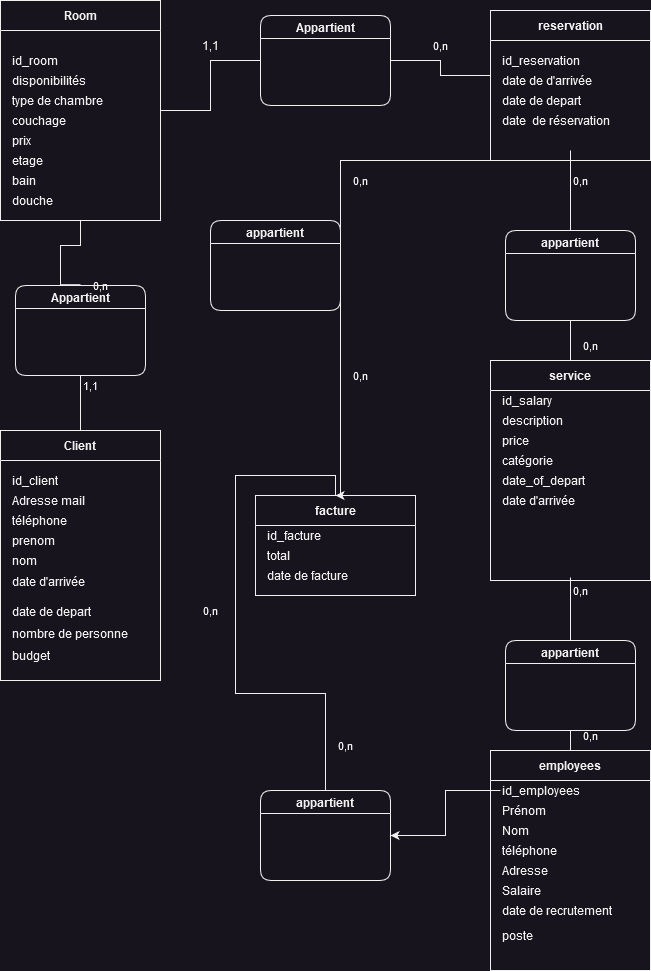 Room
id_room
disponibilités
type de chambre
couchage
prix
etage
bain
douche
1,1
Appartient
0,n
reservation
id_reservation
date de d'arrivée
date de depart
date  de réservation
0,n
0,n
appartient
appartient
0,n
Appartient
1,1
0,n
0,n
Client
id_client
Adresse mail
téléphone
prenom
nom
date d'arrivée
date de depart
nombre de personne
budget
service
id_salary
description
price
catégorie
date_of_depart
date d'arrivée
facture
id_facture
total
date de facture
0,n
0,n
appartient
0,n
0,n
appartient
employees
id_employees
Prénom
Nom
téléphone
Adresse
Salaire
date de recrutement
poste